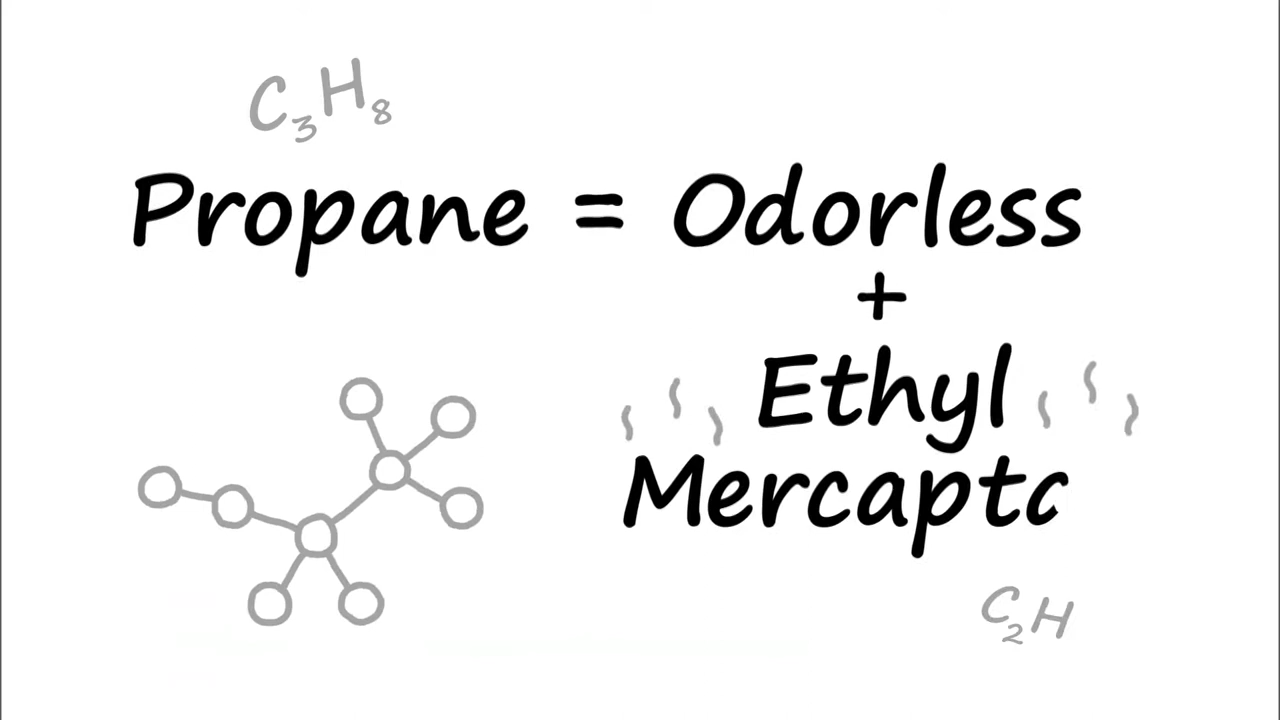 C₃H₈
Propane = Odorless
+
Ethyl
Mercapta
C₂H